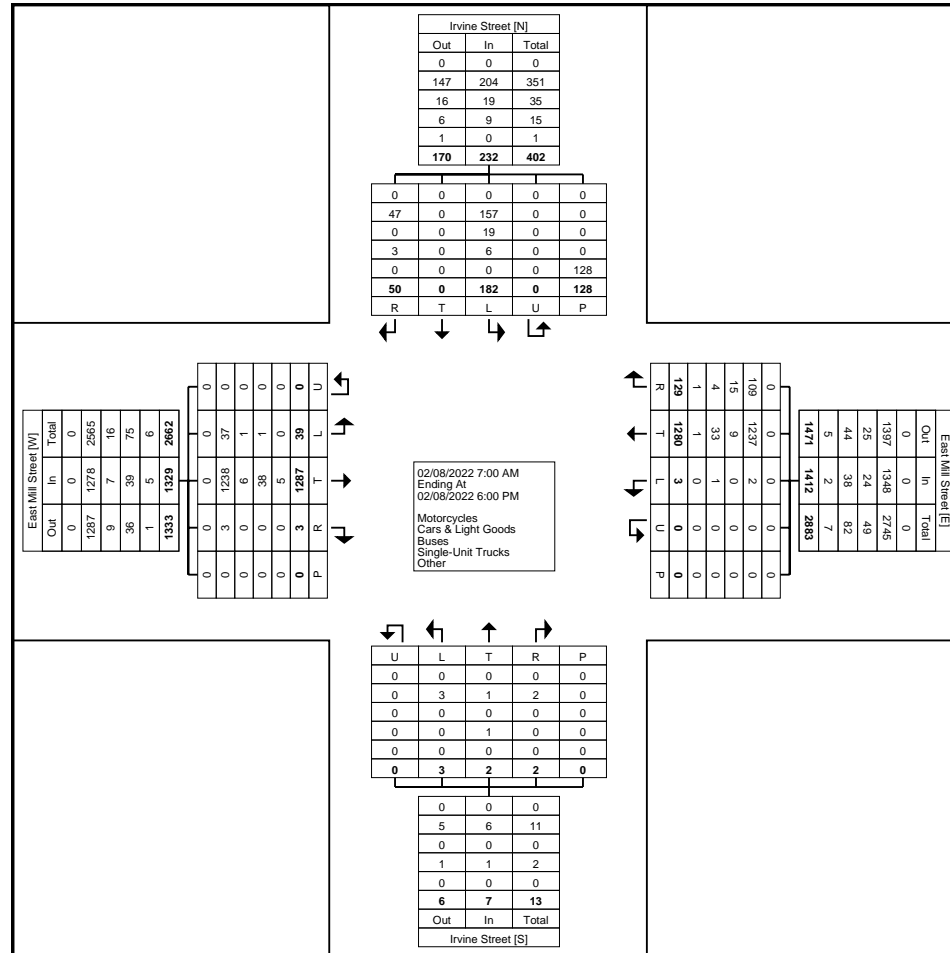 Irvine Street [N]
Out In Total
0 0 0
147 204 351
16 19 35
6 9 15
1 0 1
170 232 402
0 0 0 0 0
47 0 157 0 0
0 0 19 0 0
3 0 6 0 0
0 0 0 0 128
50 0 182 0 128
R T L U P
East Mill Street [W]
Out In Total
0 0 0
1287 1278 2565
9 7 16
36 39 75
1 5 6
1333 1329 2662
0 0 0 0 0
0 3 1238 37 0
0 0 6 1 0
0 0 38 1 0
0 0 5 0 0
0 3 1287 39 0
P R T L U
02/08/2022 7:00 AM
Ending At
02/08/2022 6:00 PM
Motorcycles
Cars & Light Goods
Buses
Single-Unit Trucks
Other
East Mill Street [E]
Out In Total
0 0 0
1397 1348 2745
25 24 49
44 38 82
5 2 7
1471 1412 2883
0 0 0 0 0
109 1237 2 0 0
15 9 0 0 0
4 33 1 0 0
1 1 0 0 0
129 1280 3 0 0
R T L U P
U L T R P
0 0 0 0 0
0 3 1 2 0
0 0 0 0 0
0 0 1 0 0
0 0 0 0 0
0 3 2 2 0
0 0 0
5 6 11
0 0 0
1 1 2
0 0 0
6 7 13
Out In Total
Irvine Street [S]